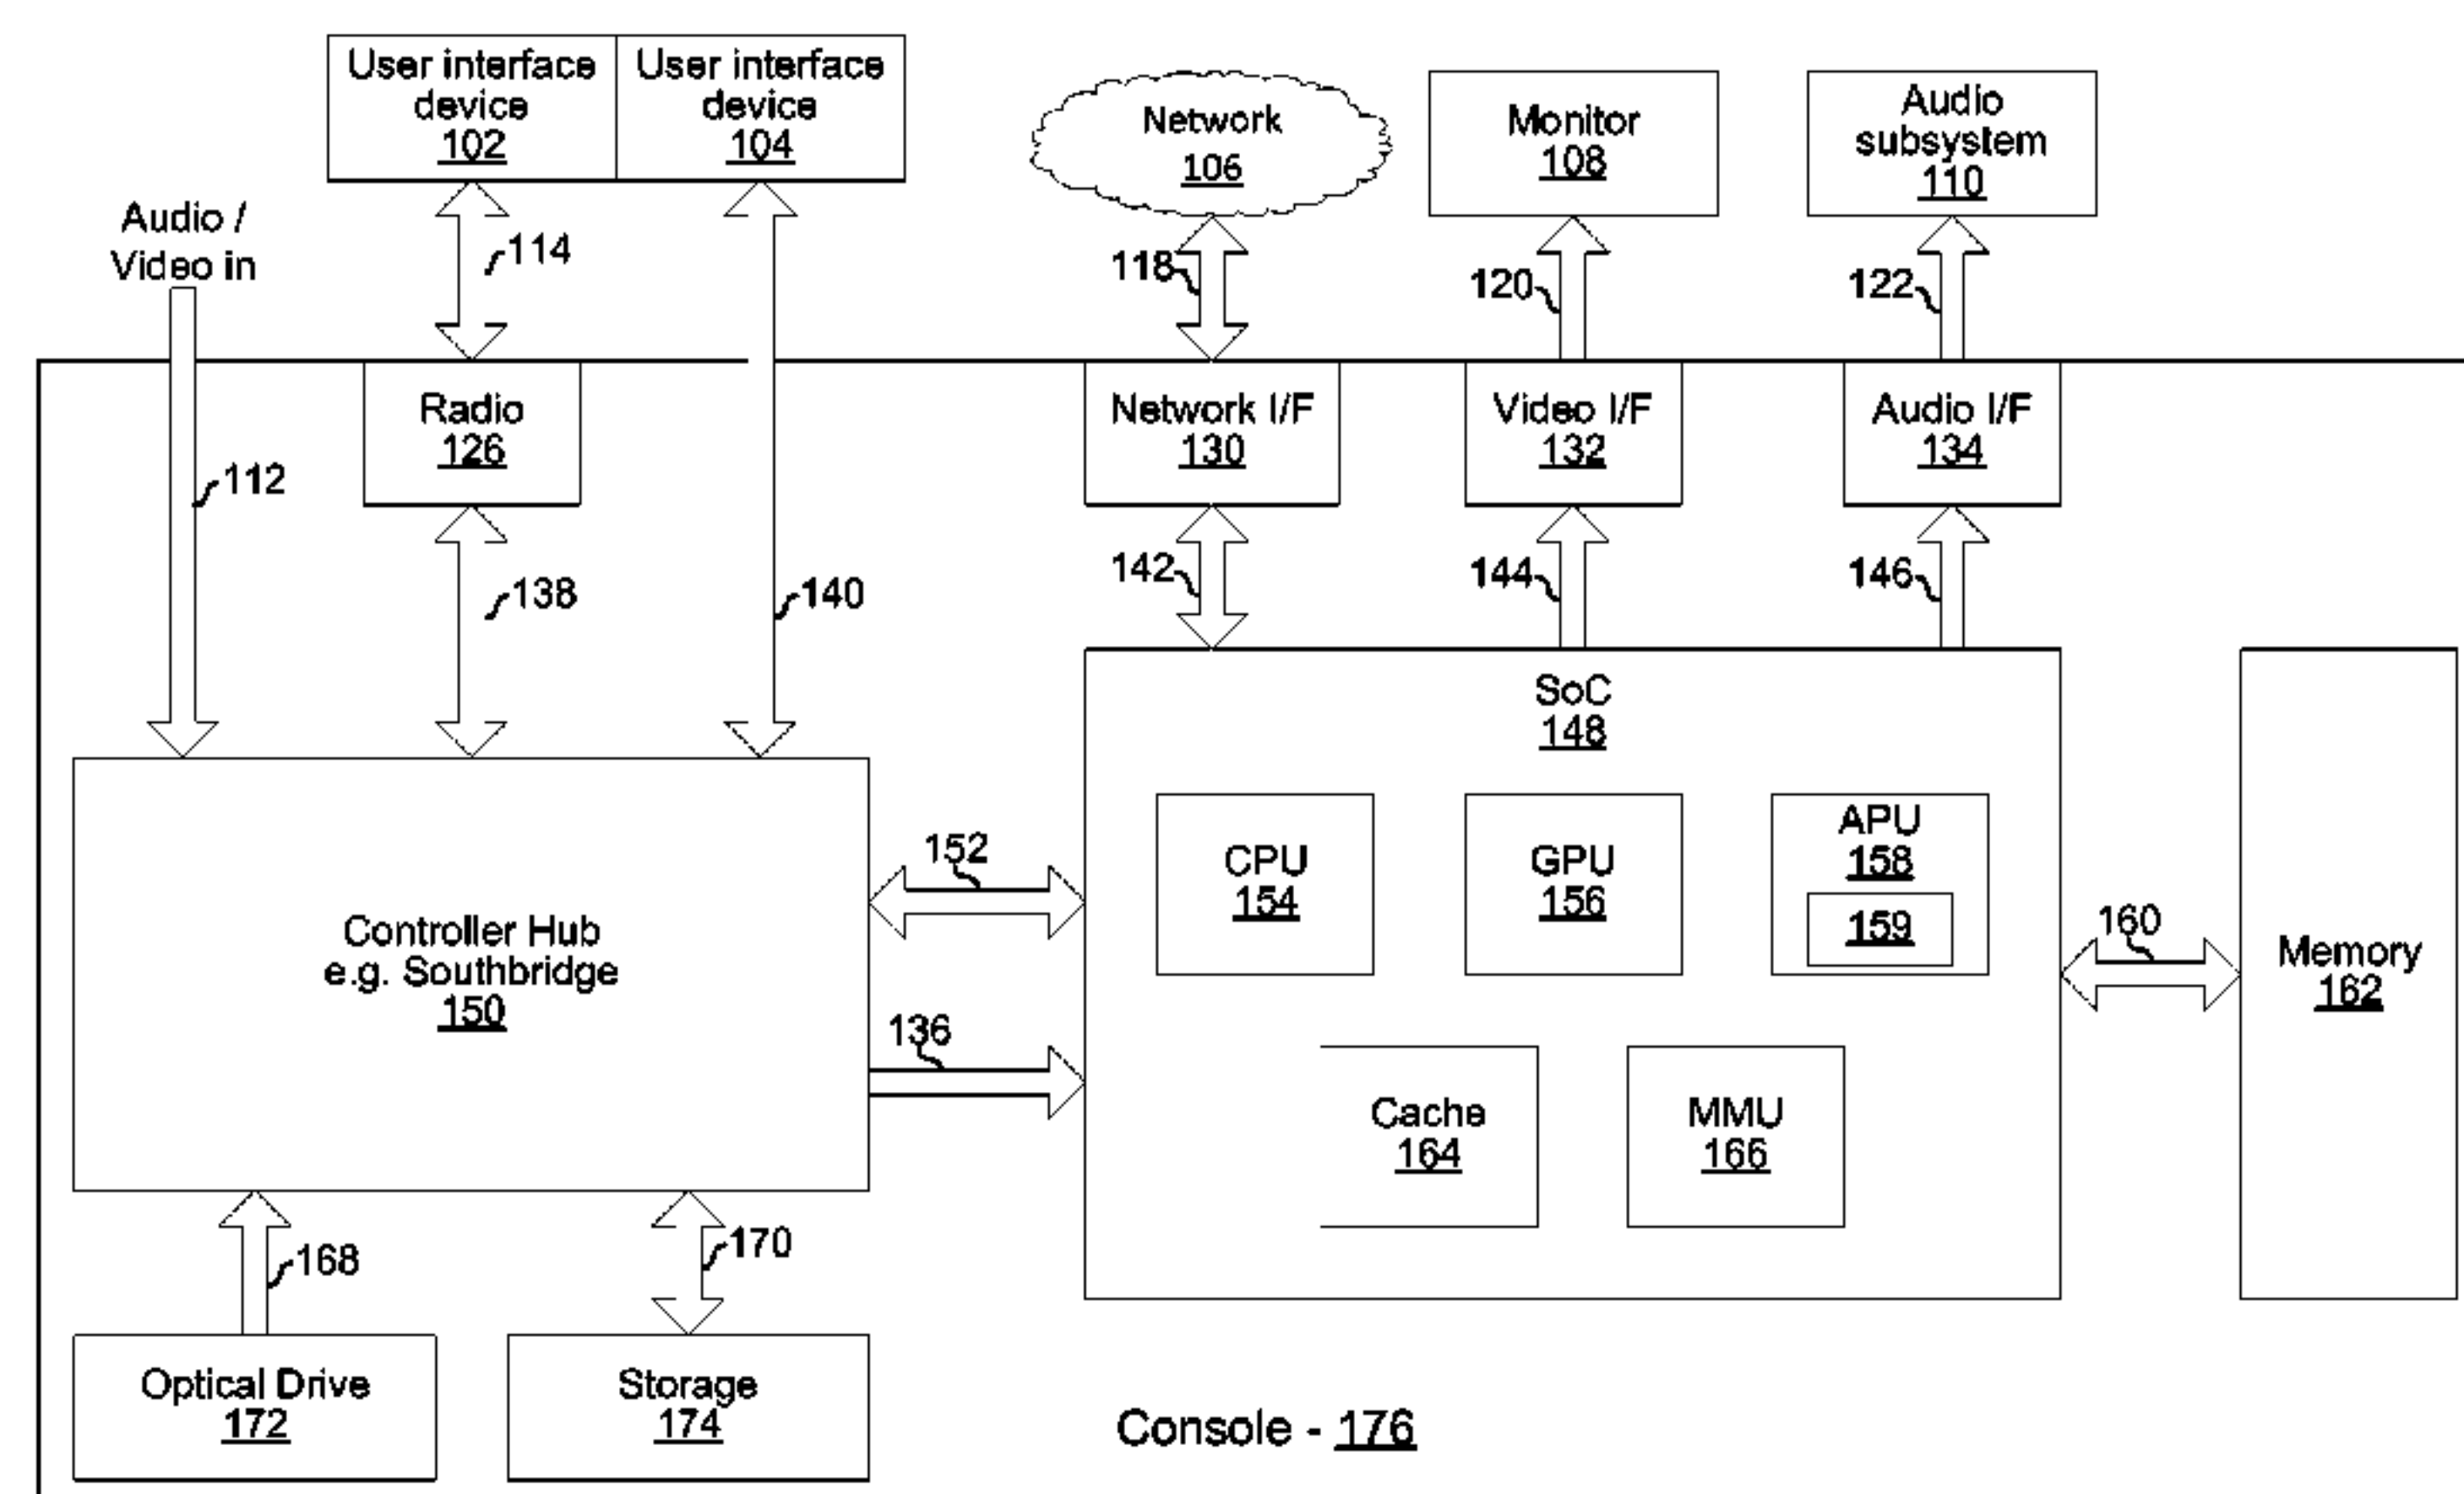 User interface
device
102
User interface
device
104
Network
106
Monitor
108
Audio
subsystem
110
Audio /
Video in
114
118
120
122
Radio
126
Network I/F
130
Video I/F
132
Audio I/F
134
112
138
140
142
144
146
SoC
148
CPU
154
GPU
156
APU
158
159
152
160
Controller Hub
e.g. Southbridge
150
Memory
162
136
Cache
164
MMU
166
168
170
Optical Drive
172
Storage
174
Console - 176